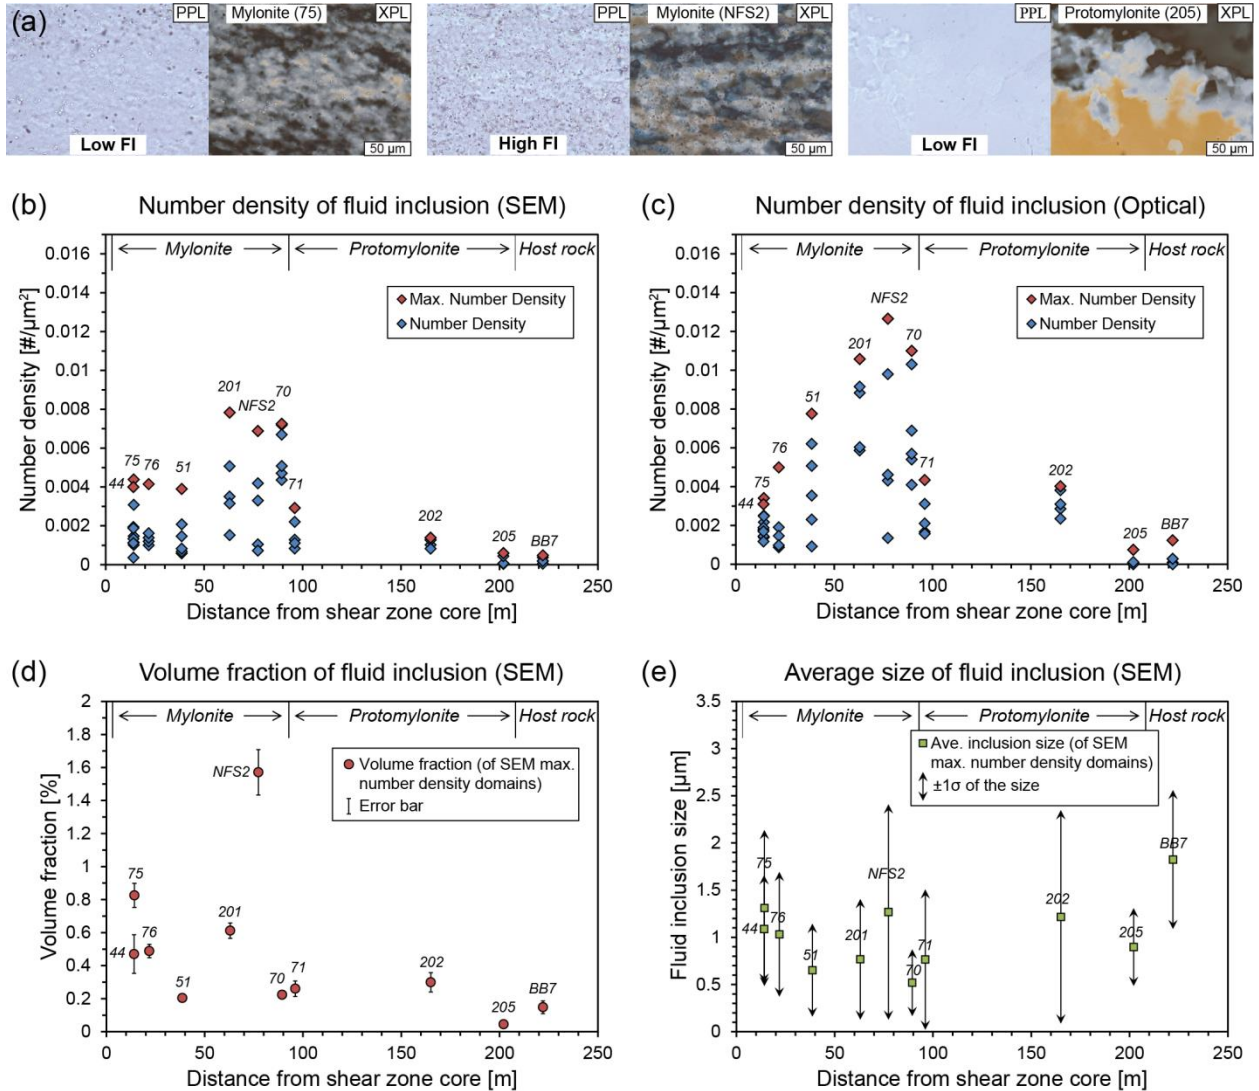 (a)
PPL
Mylonite (75)
XPL
Low FI
50 µm
PPL
Mylonite (NFS2)
XPL
High FI
50 µm
PPL
Protomylonite (205)
XPL
Low FI
50 µm
(b)
Number density of fluid inclusion (SEM)
Mylonite
Protomylonite
Host rock
Max. Number Density
Number Density
Number density [#/µm²]
0.016
0.014
0.012
0.01
0.008
0.006
0.004
0.002
0
75
44
76
51
201
NFS2
70
71
202
205
BB7
0
50
100
150
200
250
Distance from shear zone core [m]
(c)
Number density of fluid inclusion (Optical)
Mylonite
Protomylonite
Host rock
Max. Number Density
Number Density
Number density [#/µm²]
0.016
0.014
0.012
0.01
0.008
0.006
0.004
0.002
0
75
44
76
51
201
NFS2
70
71
202
205
BB7
0
50
100
150
200
250
Distance from shear zone core [m]
(d)
Volume fraction of fluid inclusion (SEM)
Mylonite
Protomylonite
Host rock
Volume fraction (of SEM max.
number density domains)
Error bar
Volume fraction [%]
2
1.8
1.6
1.4
1.2
1
0.8
0.6
0.4
0.2
0
75
44
76
51
201
NFS2
70
71
202
205
BB7
0
50
100
150
200
250
Distance from shear zone core [m]
(e)
Average size of fluid inclusion (SEM)
Mylonite
Protomylonite
Host rock
Ave. inclusion size (of SEM
max. number density domains)
±1σ of the size
Fluid inclusion size [µm]
3.5
3
2.5
2
1.5
1
0.5
0
75
44
76
51
201
NFS2
70
71
202
205
BB7
0
50
100
150
200
250
Distance from shear zone core [m]